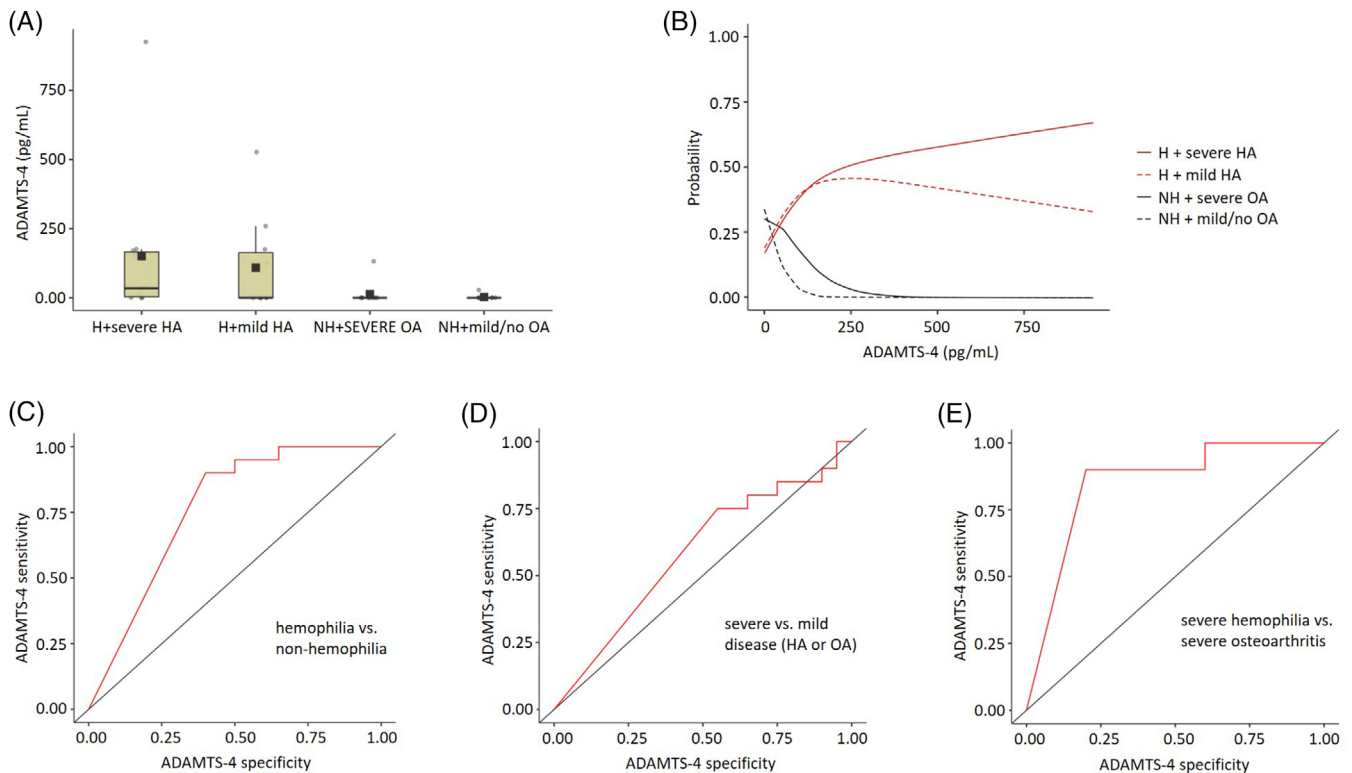 (A)
ADAMTS-4 (pg/mL)
750
500
250
0.00
H+severe HA
H+mild HA
NH+SEVERE OA
NH+mild/no OA
(B)
Probability
1.00
0.75
0.50
0.25
0.00
0
250
500
750
ADAMTS-4 (pg/mL)
H + severe HA
H + mild HA
NH + severe OA
NH + mild/no OA
(C)
ADAMTS-4 sensitivity
1.00
0.75
0.50
0.25
0.00
hemophilia vs.
non-hemophilia
0.00
0.25
0.50
0.75
1.00
ADAMTS-4 specificity
(D)
ADAMTS-4 sensitivity
1.00
0.75
0.50
0.25
0.00
severe vs. mild
disease (HA or OA)
0.00
0.25
0.50
0.75
1.00
ADAMTS-4 specificity
(E)
ADAMTS-4 sensitivity
1.00
0.75
0.50
0.25
0.00
severe hemophilia vs.
severe osteoarthritis
0.00
0.25
0.50
0.75
1.00
ADAMTS-4 specificity